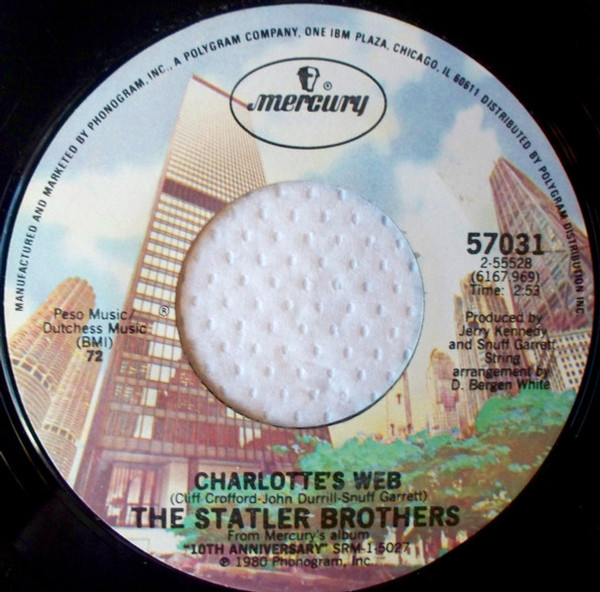 MANUFACTURED AND MARKETED BY PHONOGRAM, INC., A POLYGRAM COMPANY, ONE IBM PLAZA, CHICAGO, IL 60611 DISTRIBUTED BY POLYGRAM DISTRIBUTION INC.
®
mercury
57031
2-55528
(6167 969)
Time: 2:53
Peso Music/
Dutchess Music
(BMI)
72
®
Produced by
Jerry Kennedy
and Snuff Garrett
String
arrangement by
D. Bergen White
CHARLOTTE'S WEB
(Cliff Crofford-John Durrill-Snuff Garrett)
THE STATLER BROTHERS
From Mercury's album
"10TH ANNIVERSARY" SRM-1-5027
℗ 1980 Phonogram, Inc.